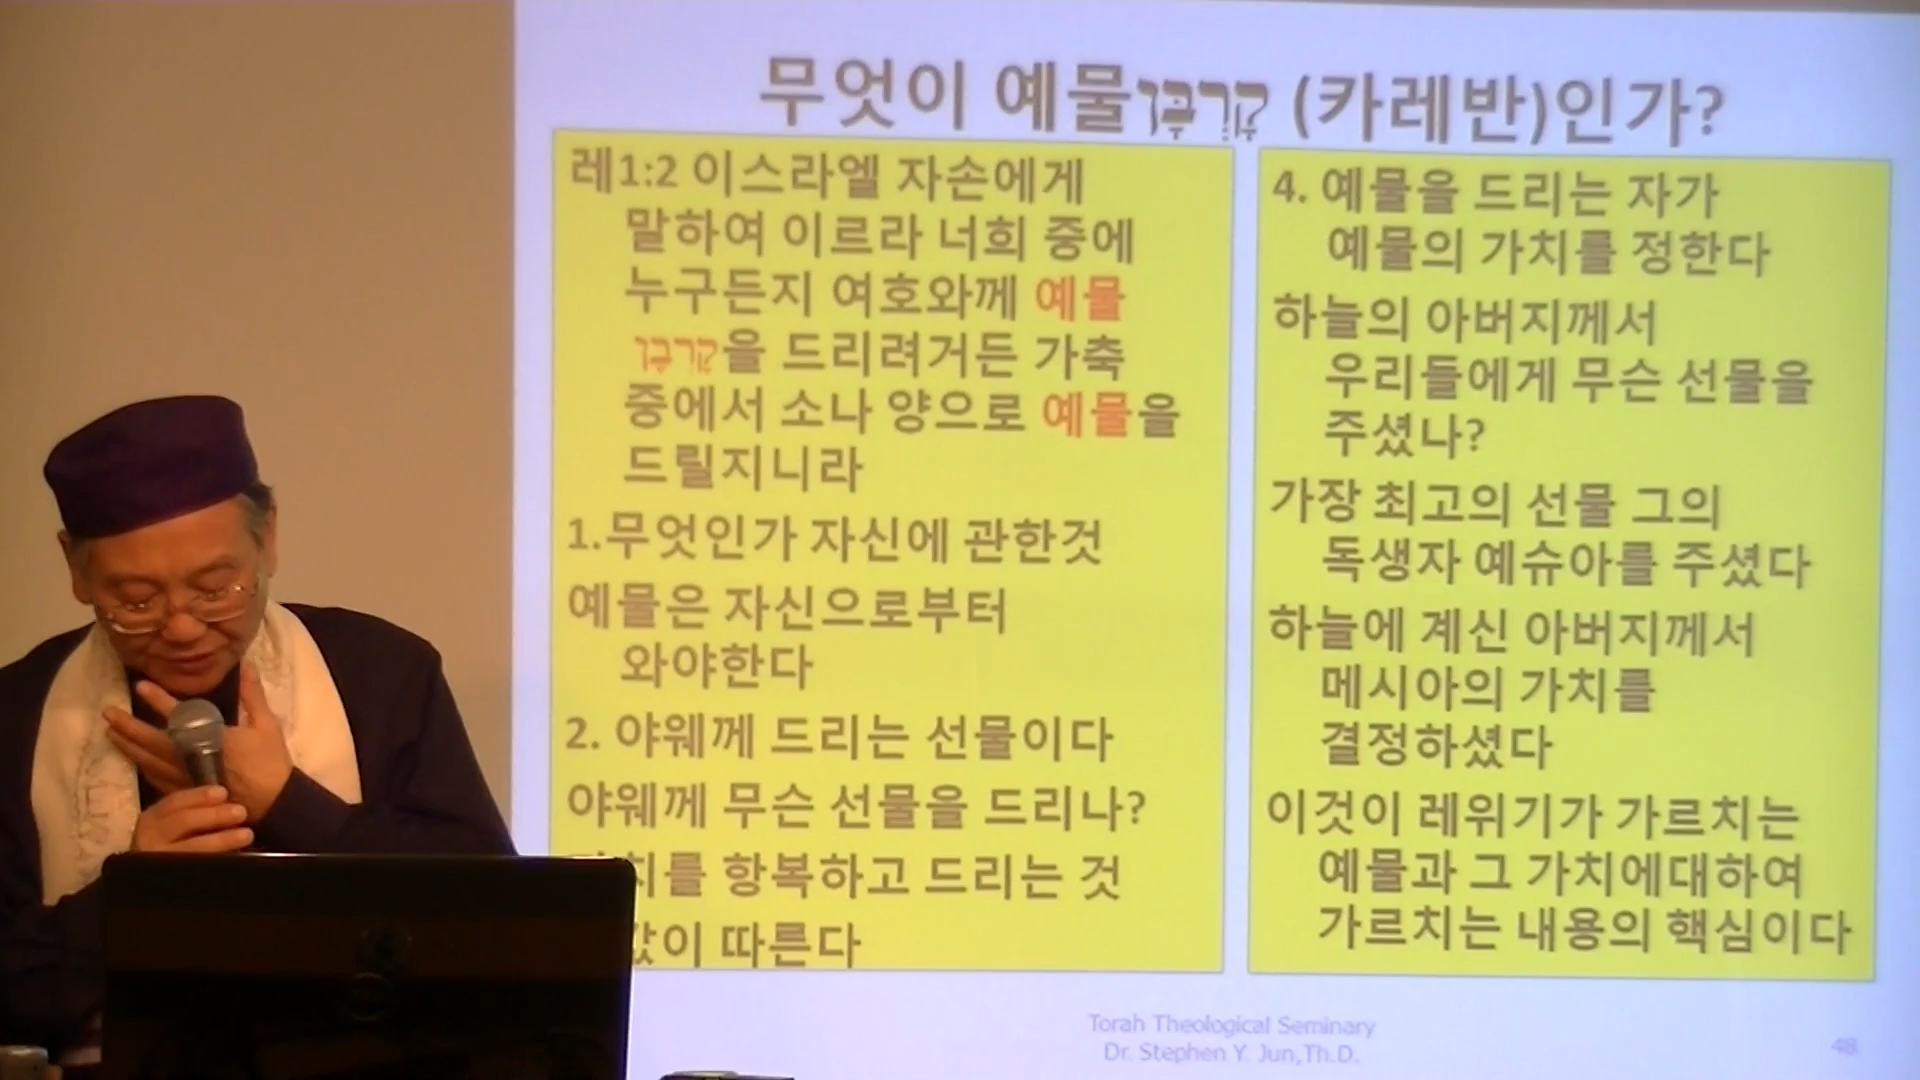 무엇이 예물קָרְבָּן (카레반)인가?
레1:2 이스라엘 자손에게
말하여 이르라 너희 중에
누구든지 여호와께 예물
קָרְבָּן을 드리려거든 가축
중에서 소나 양으로 예물을
드릴지니라
1.무엇인가 자신에 관한것
예물은 자신으로부터
와야한다
2. 야웨께 드리는 선물이다
야웨께 무슨 선물을 드리나?
항복하고 드리는 것
따른다
4. 예물을 드리는 자가
예물의 가치를 정한다
하늘의 아버지께서
우리들에게 무슨 선물을
주셨나?
가장 최고의 선물 그의
독생자 예슈아를 주셨다
하늘에 계신 아버지께서
메시아의 가치를
결정하셨다
이것이 레위기가 가르치는
예물과 그 가치에대하여
가르치는 내용의 핵심이다
Torah Theological Seminary
Dr. Stephen Y. Jun,Th.D.
48